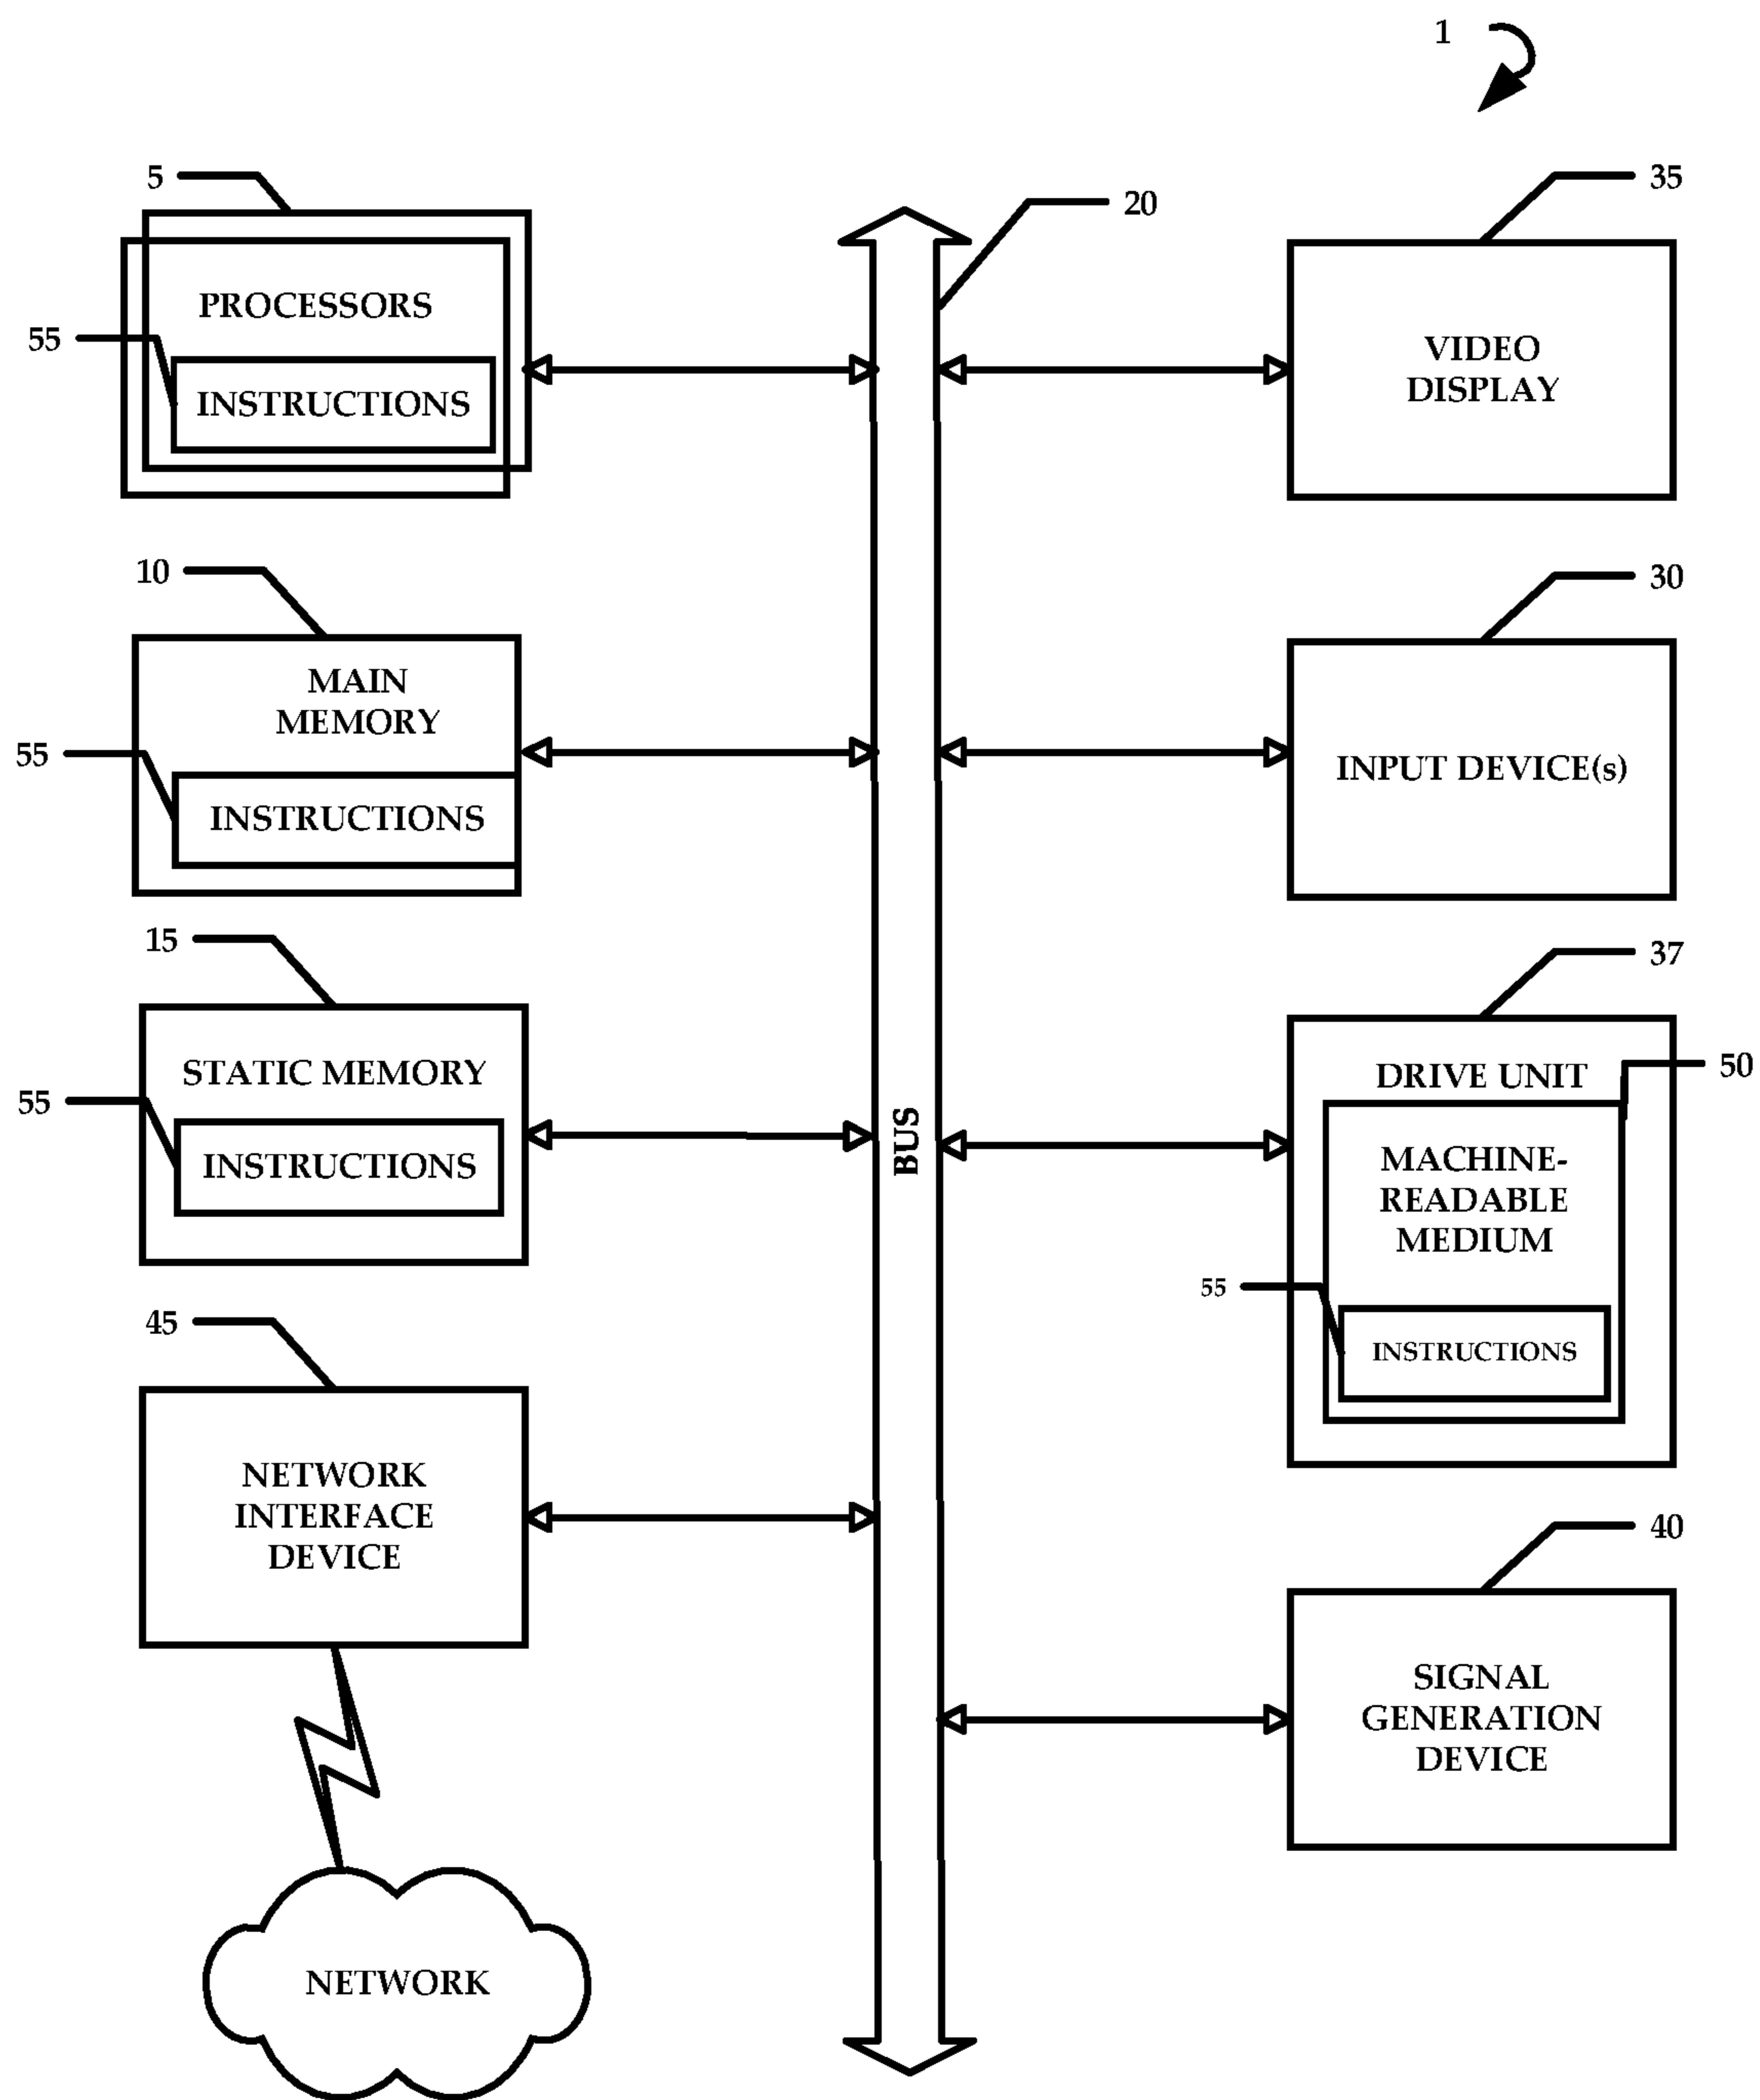 1
5
PROCESSORS
55
INSTRUCTIONS
10
MAIN
MEMORY
55
INSTRUCTIONS
15
STATIC MEMORY
55
INSTRUCTIONS
45
NETWORK
INTERFACE
DEVICE
NETWORK
20
BUS
35
VIDEO
DISPLAY
30
INPUT DEVICE(s)
37
DRIVE UNIT
50
MACHINE-
READABLE
MEDIUM
55
INSTRUCTIONS
40
SIGNAL
GENERATION
DEVICE